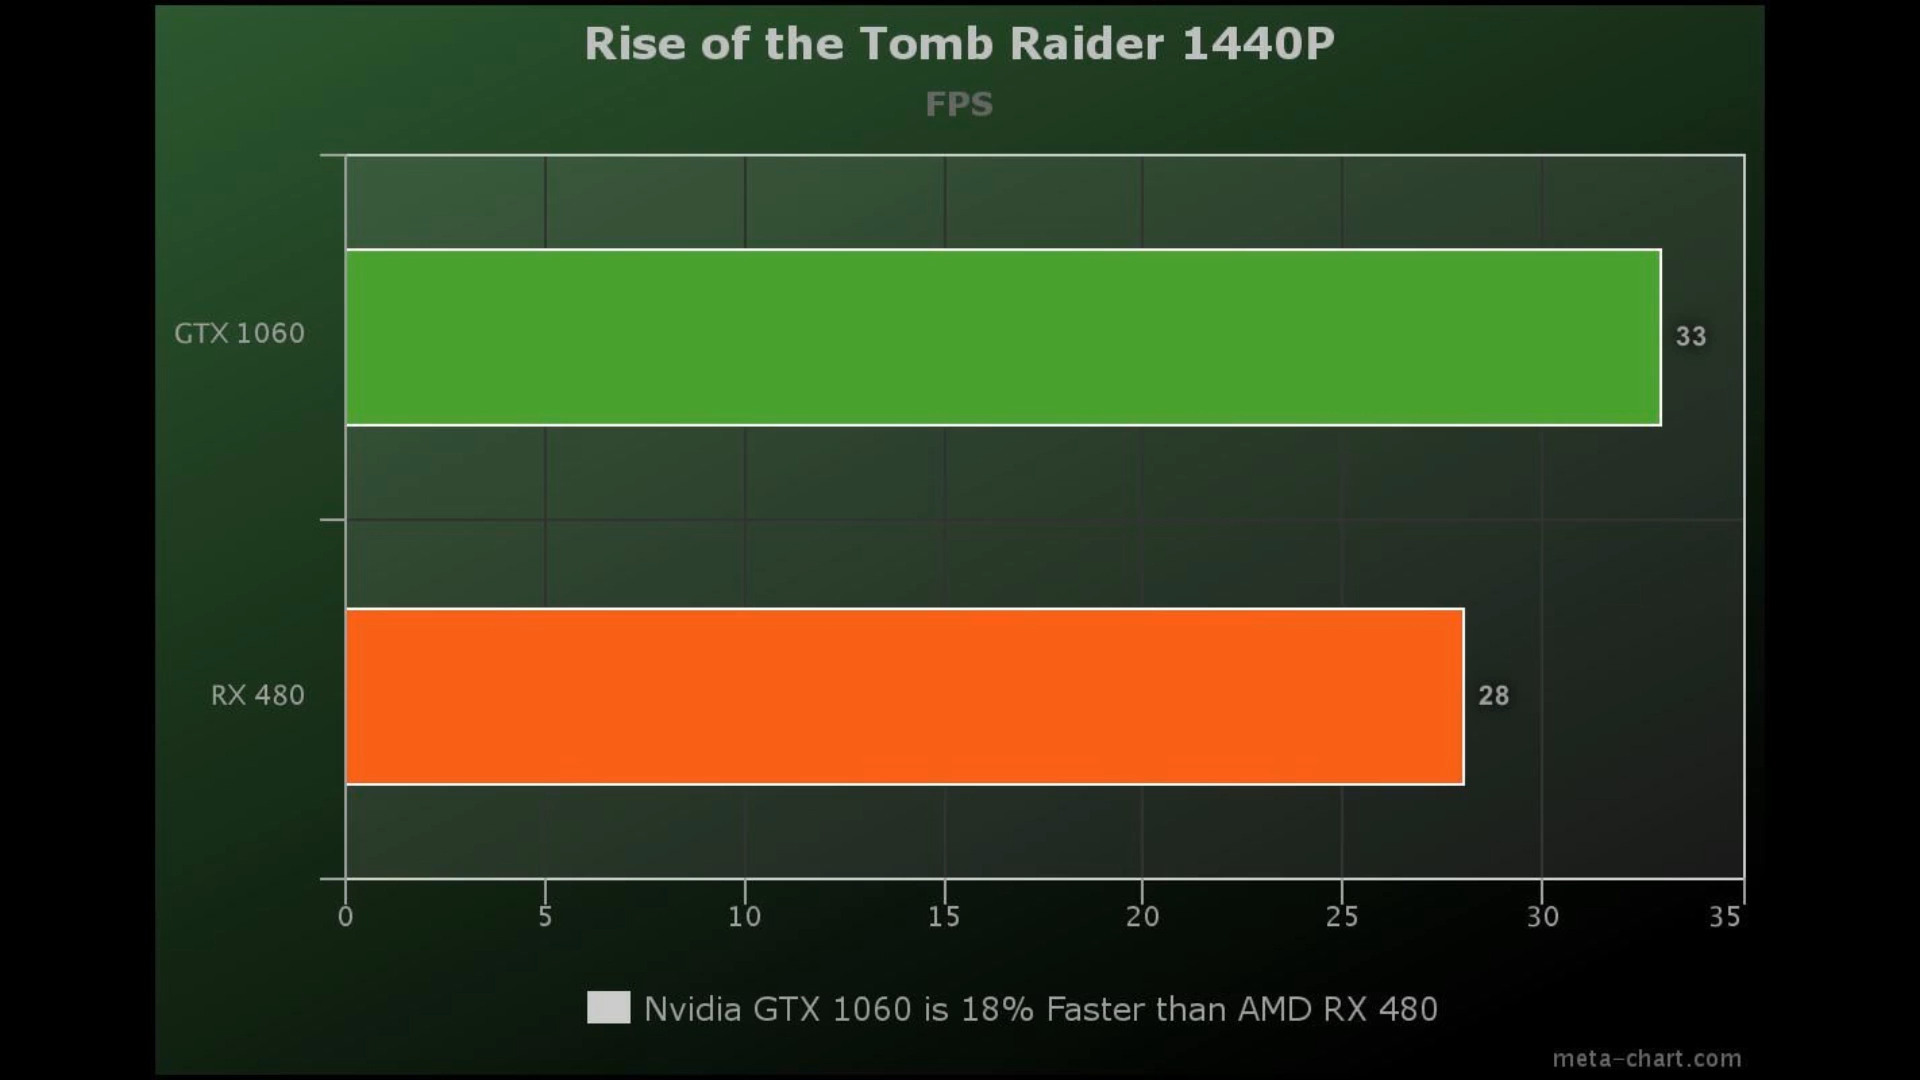 Rise of the Tomb Raider 1440P
FPS
GTX 1060
33
RX 480
28
0 5 10 15 20 25 30 35
Nvidia GTX 1060 is 18% Faster than AMD RX 480
meta-chart.com